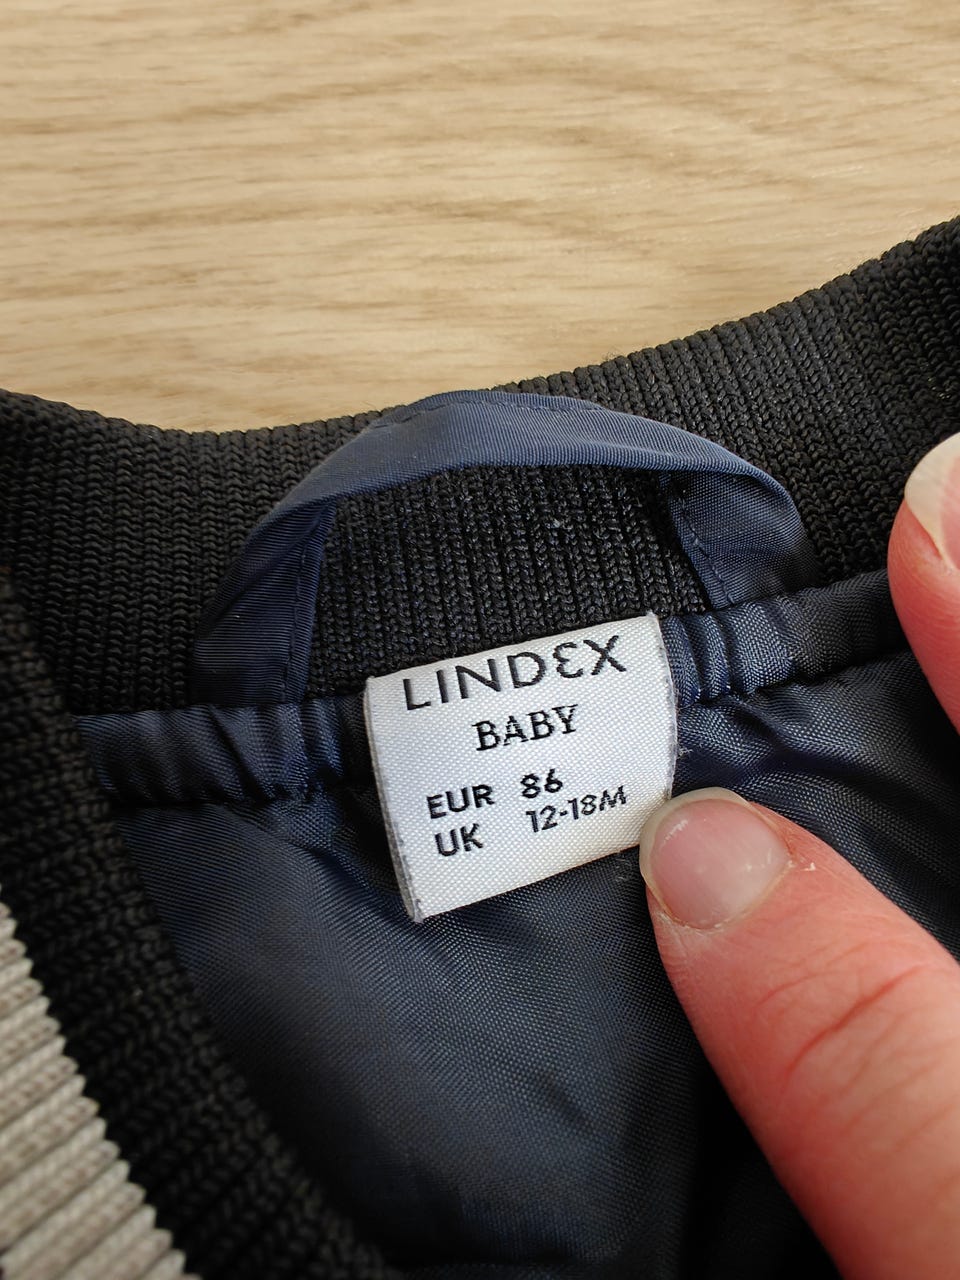 LINDEX
BABY
EUR 86
UK 12-18M